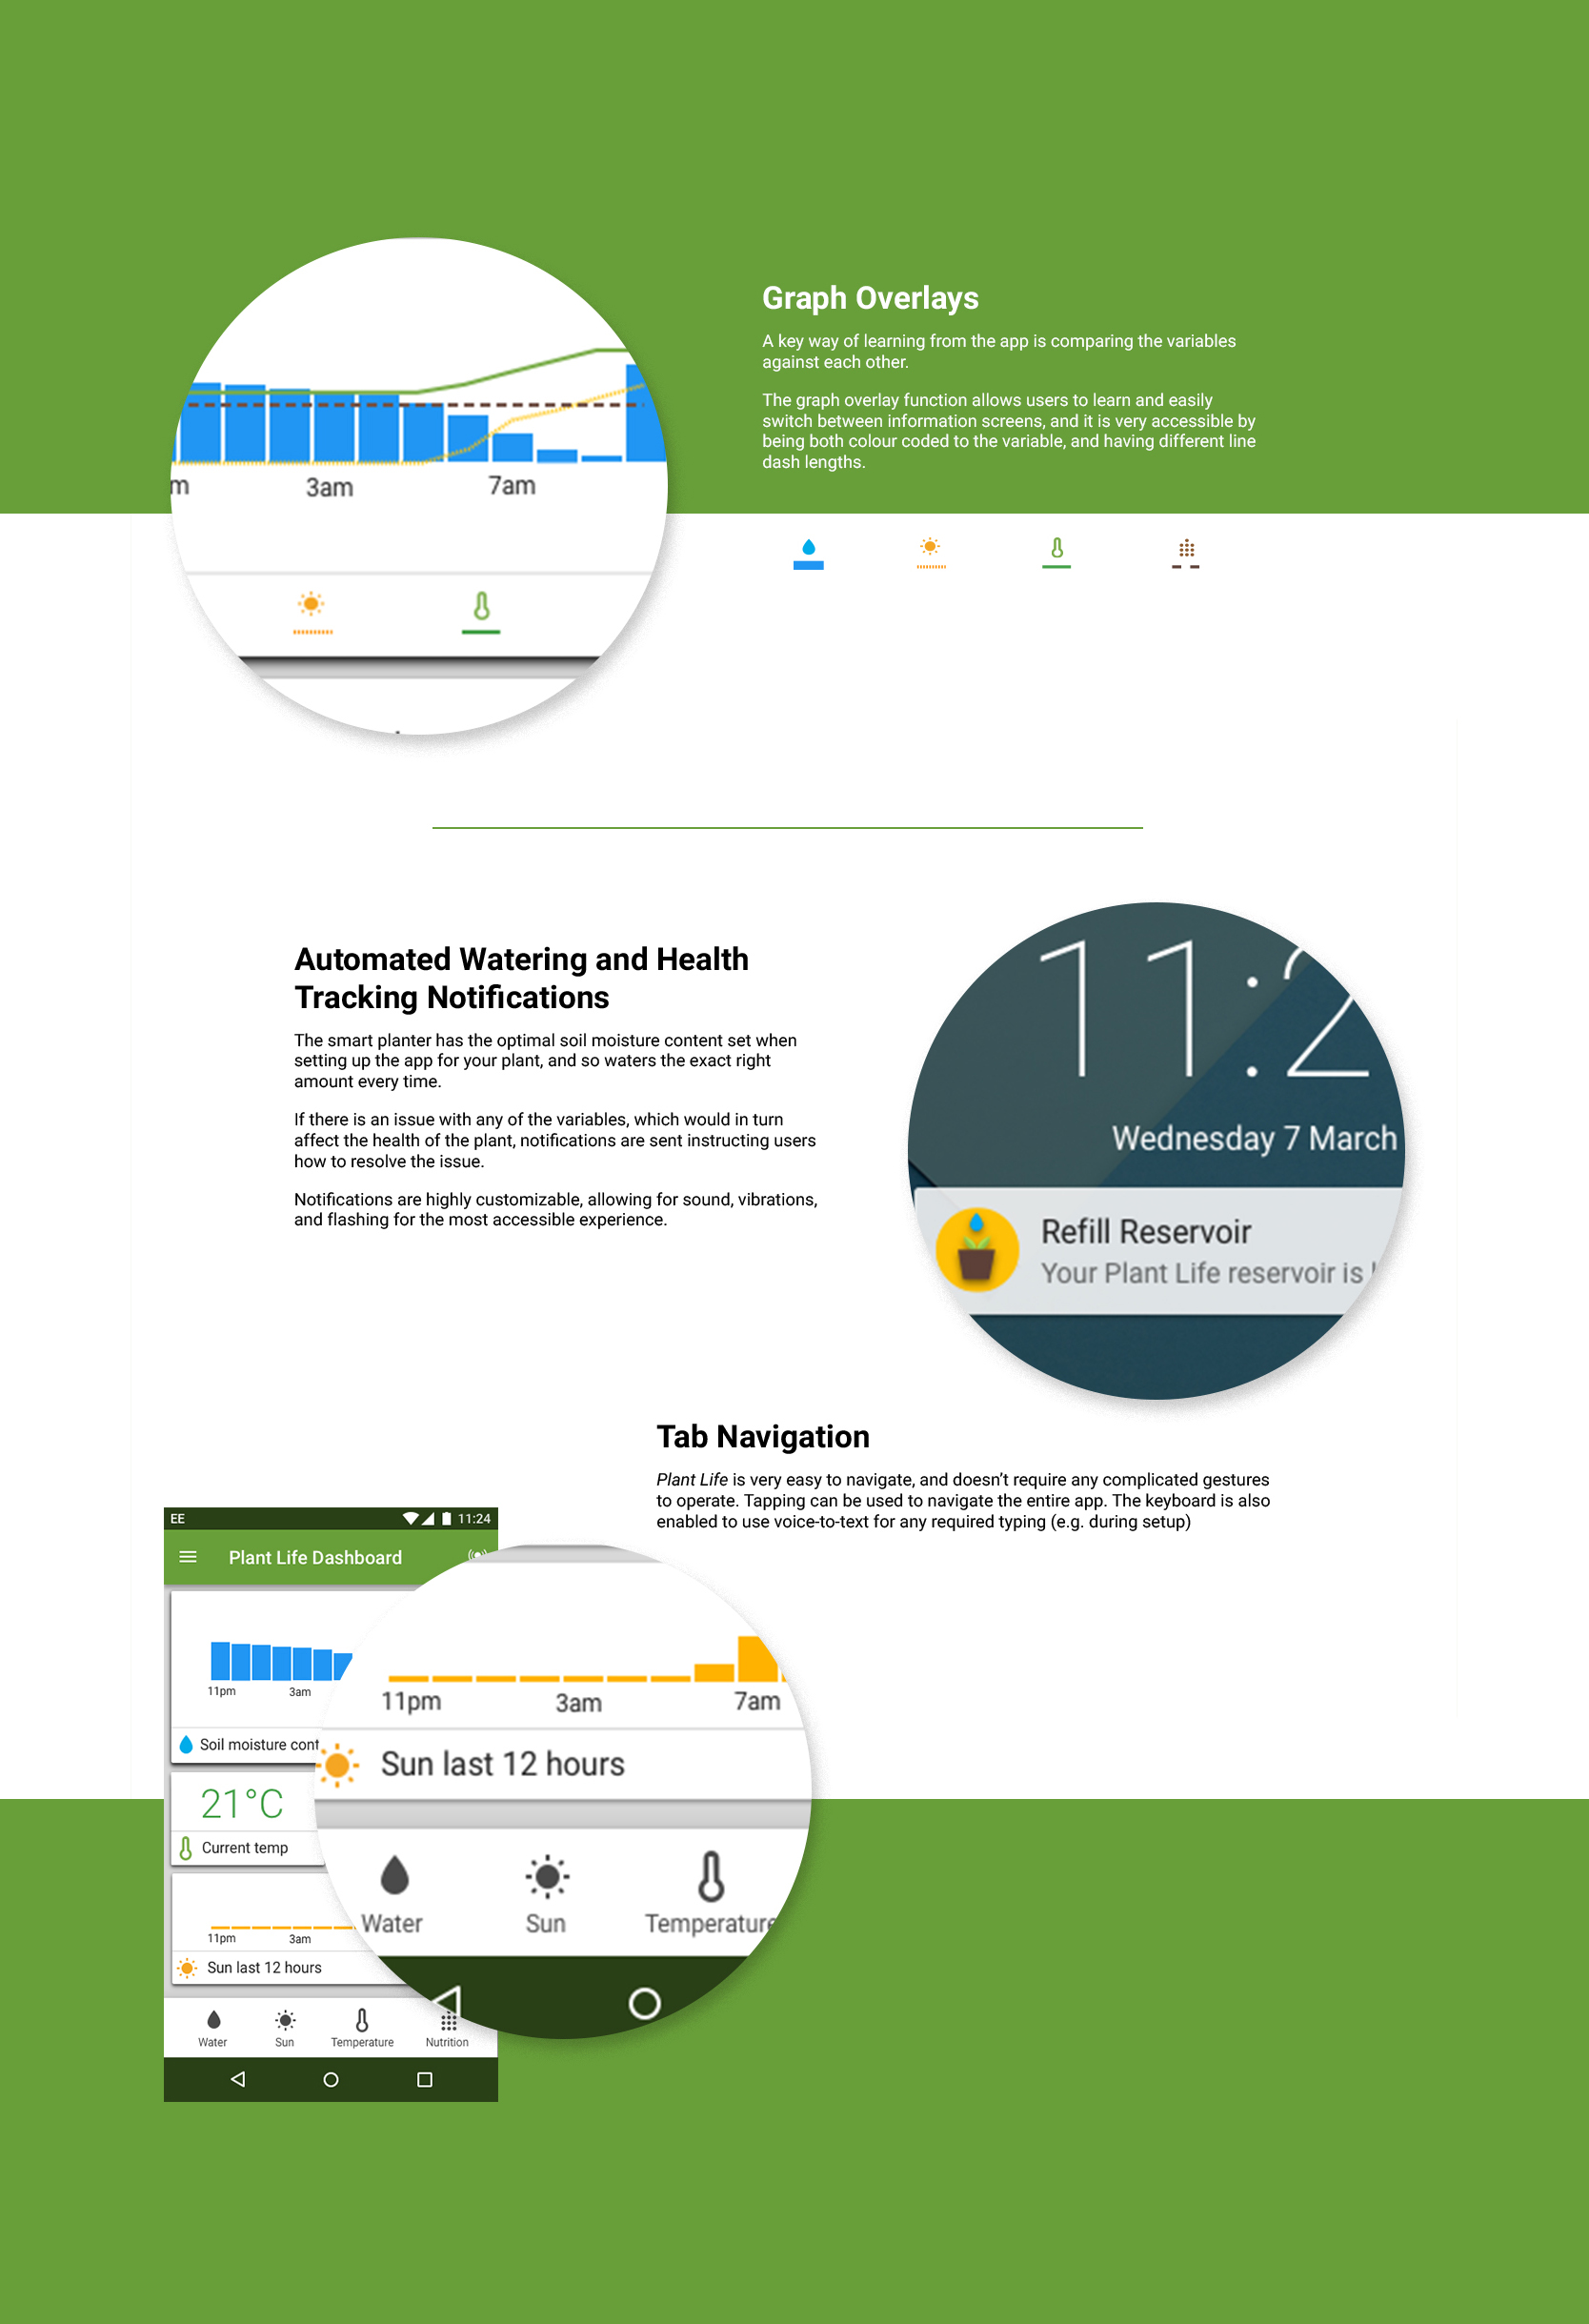 Graph Overlays
A key way of learning from the app is comparing the variables
against each other.
The graph overlay function allows users to learn and easily
switch between information screens, and it is very accessible by
being both colour coded to the variable, and having different line
dash lengths.
m
3am
7am
Automated Watering and Health
Tracking Notifications
The smart planter has the optimal soil moisture content set when
setting up the app for your plant, and so waters the exact right
amount every time.
If there is an issue with any of the variables, which would in turn
affect the health of the plant, notifications are sent instructing users
how to resolve the issue.
Notifications are highly customizable, allowing for sound, vibrations,
and flashing for the most accessible experience.
11:2
Wednesday 7 March
Refill Reservoir
Your Plant Life reservoir is
Tab Navigation
Plant Life is very easy to navigate, and doesn't require any complicated gestures
to operate. Tapping can be used to navigate the entire app. The keyboard is also
enabled to use voice-to-text for any required typing (e.g. during setup)
EE 11:24
Plant Life Dashboard
11pm 3am
Soil moisture cont
21°C
Current temp
11pm 3am
Sun last 12 hours
Water Sun Temperature Nutrition
11pm 3am 7am
Sun last 12 hours
Water Sun Temperature